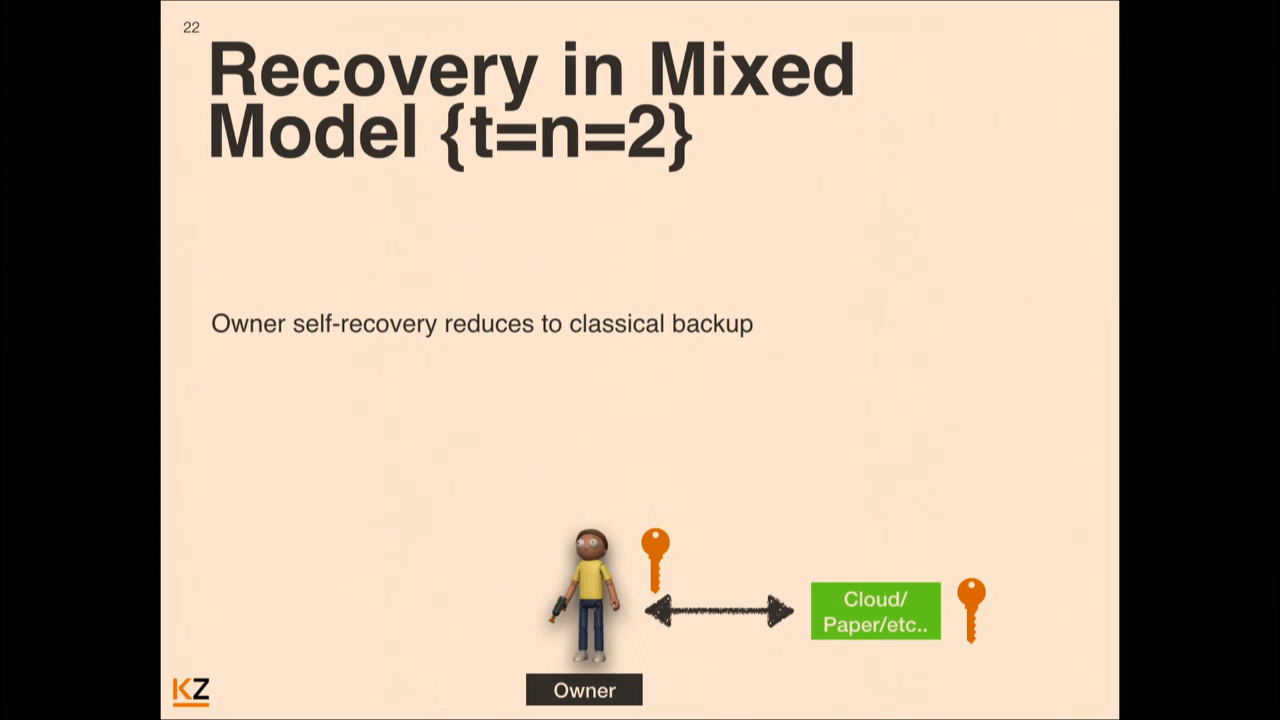 22
Recovery in Mixed
Model {t=n=2}
Owner self-recovery reduces to classical backup
Cloud/
Paper/etc..
Owner
KZ